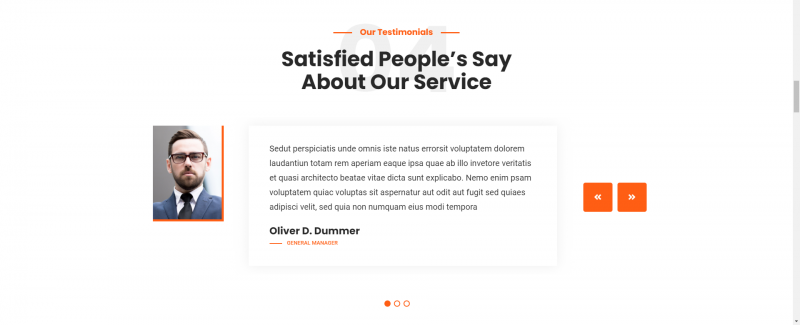 04
Our Testimonials
Satisfied People’s Say
About Our Service
Sedut perspiciatis unde omnis iste natus errorsit voluptatem dolorem
laudantiun totam rem aperiam eaque ipsa quae ab illo invetore veritatis
et quasi architecto beatae vitae dicta sunt explicabo. Nemo enim psam
voluptatem quiac voluptas sit aspernatur aut odit aut fugit sed quiaes
adipisci velit, sed quia non numquam eius modi tempora
Oliver D. Dummer
GENERAL MANAGER